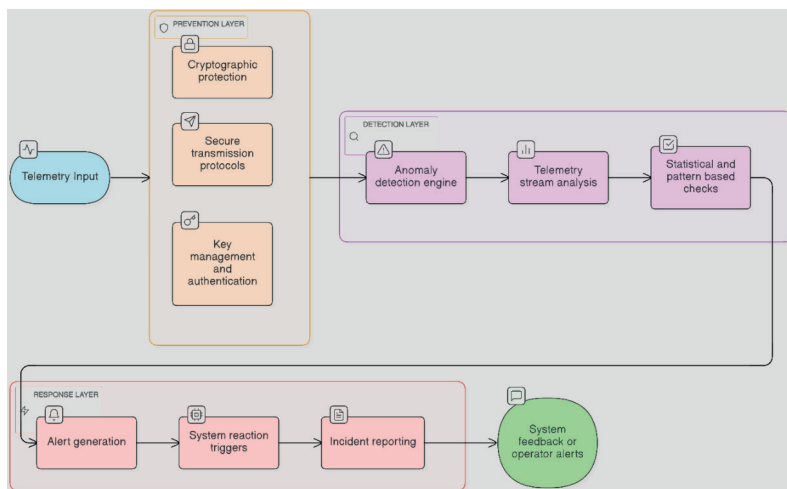 PREVENTION LAYER
Cryptographic
protection
Secure
transmission
protocols
Key
management
and
authentication
Telemetry input
DETECTION LAYER
Anomaly
detection engine
Telemetry
stream analysis
Statistical and
pattern based
checks
RESPONSE LAYER
Alert generation
System reaction
triggers
Incident reporting
System
feedback or
operator alerts